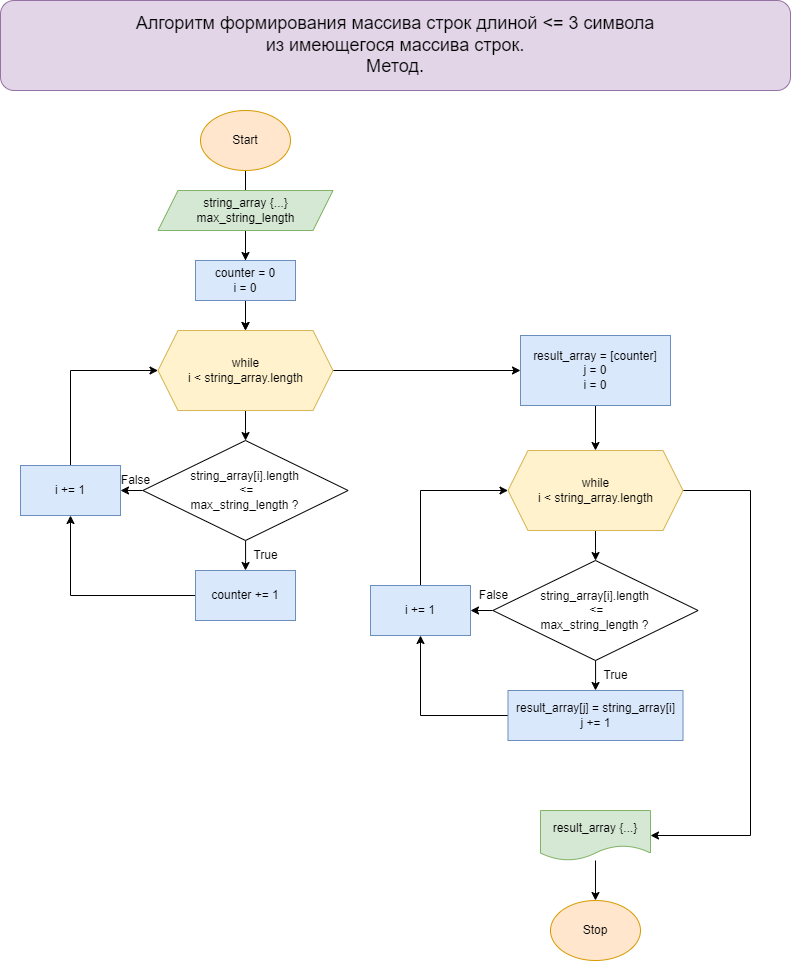 Алгоритм формирования массива строк длиной <= 3 символа
из имеющегося массива строк.
Метод.
Start
string_array {...}
max_string_length
counter = 0
i = 0
while
i < string_array.length
string_array[i].length
<=
max_string_length ?
False
i += 1
True
counter += 1
result_array = [counter]
j = 0
i = 0
while
i < string_array.length
string_array[i].length
<=
max_string_length ?
False
i += 1
True
result_array[j] = string_array[i]
j += 1
result_array {...}
Stop